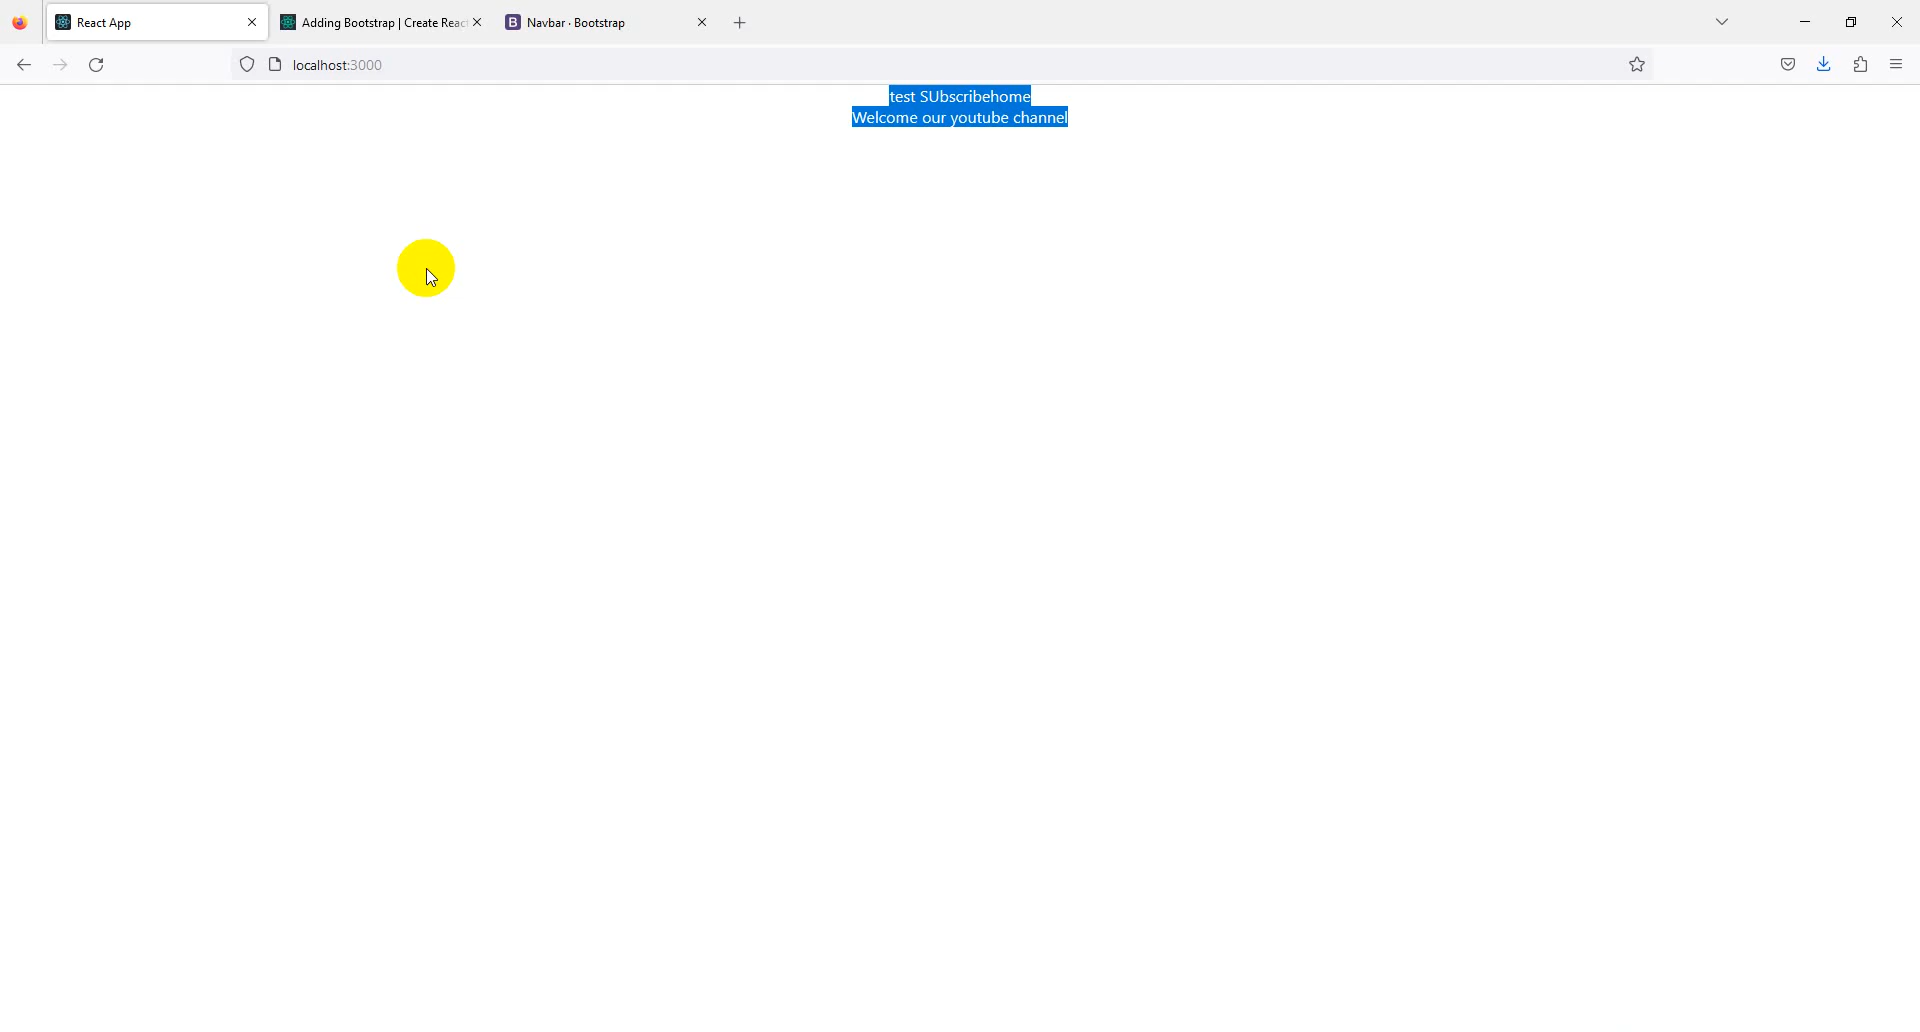 React App
Adding Bootstrap | Create Reac
Navbar · Bootstrap
localhost:3000
test SUbscribehome
Welcome our youtube channel